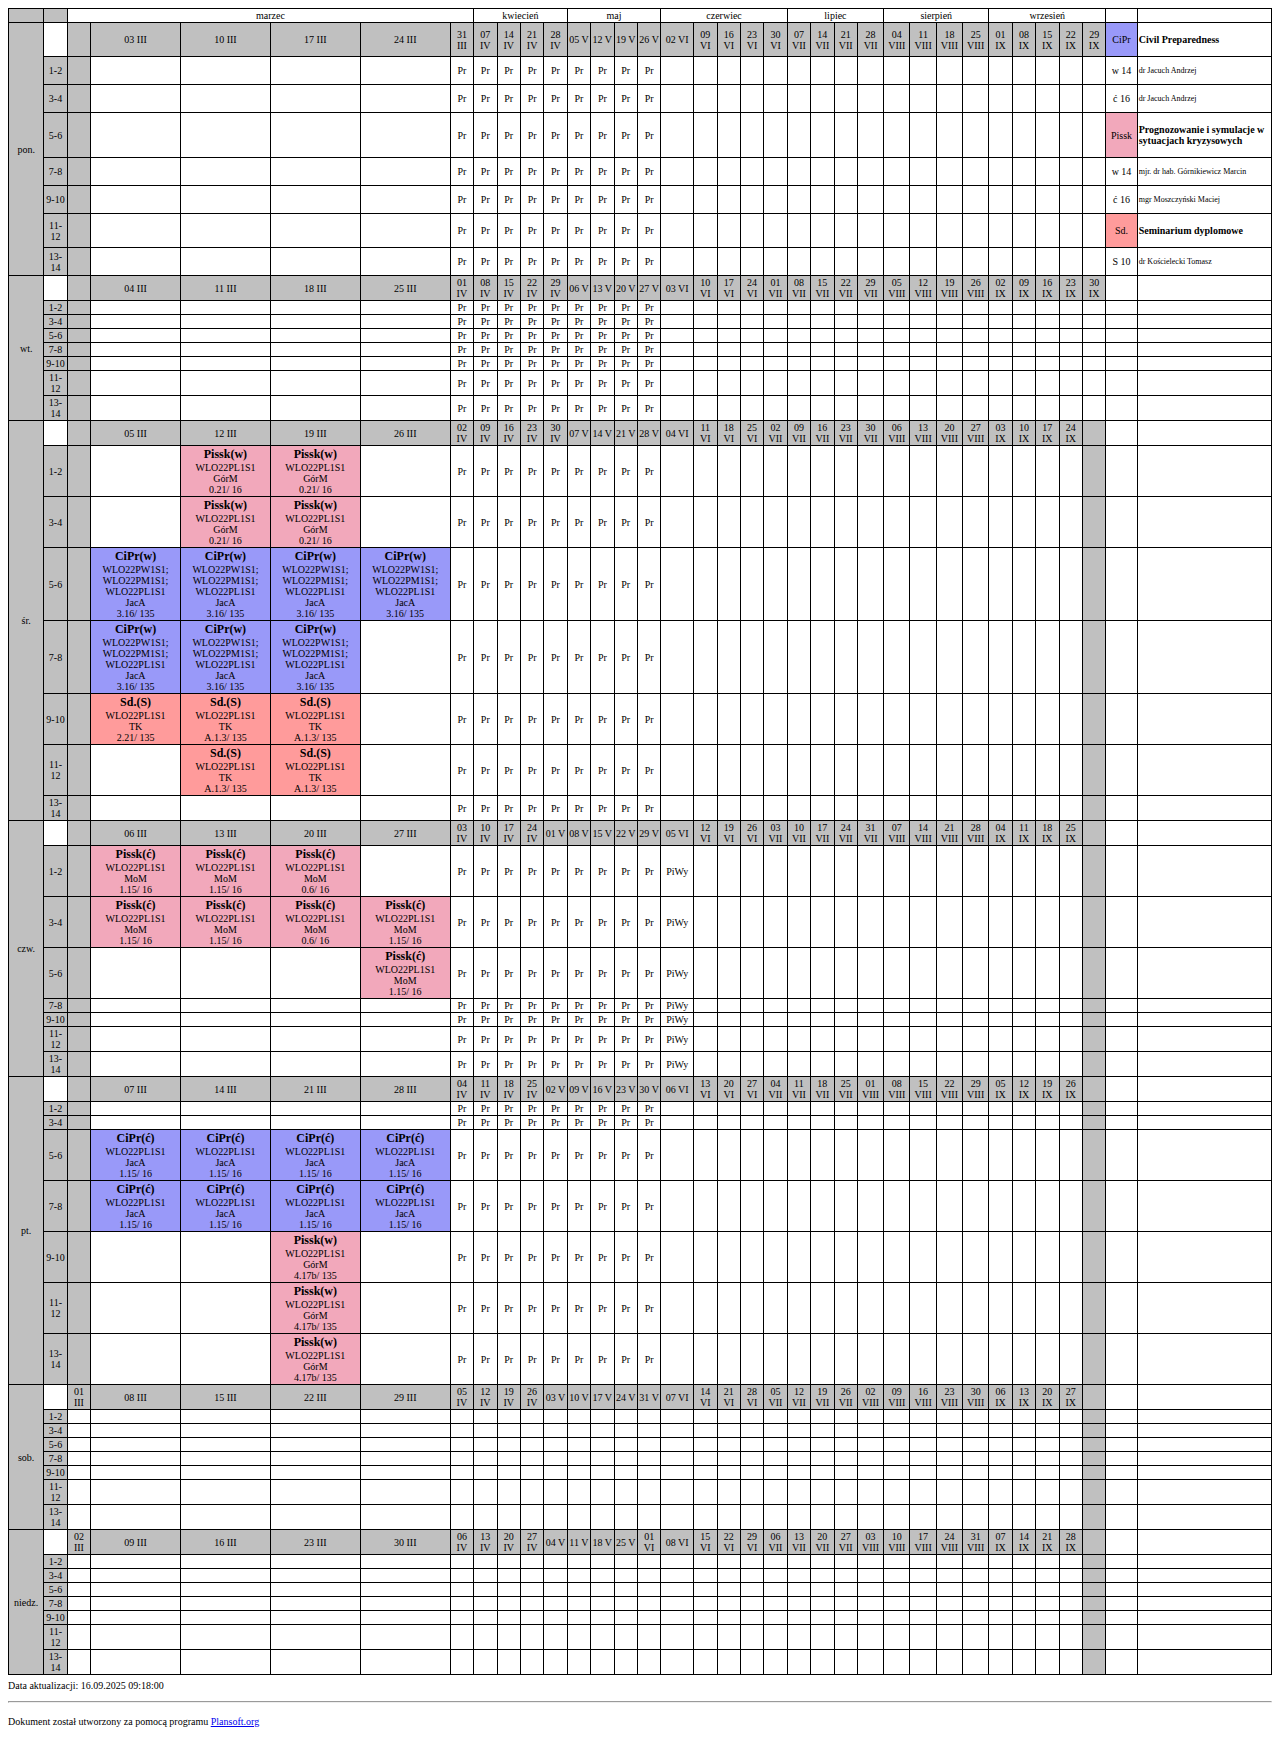 marzec kwiecień maj czerwiec lipiec sierpień wrzesień
pon. 03 III 10 III 17 III 24 III 31 III 07 IV 14 IV 21 IV 28 IV 05 V 12 V 19 V 26 V 02 VI 09 VI 16 VI 23 VI 30 VI 07 VII 14 VII 21 VII 28 VII 04 VIII 11 VIII 18 VIII 25 VIII 01 IX 08 IX 15 IX 22 IX 29 IX CiPr Civil Preparedness
1-2 Pr Pr Pr Pr Pr Pr Pr Pr Pr w 14 dr Jacuch Andrzej
3-4 Pr Pr Pr Pr Pr Pr Pr Pr Pr ć 16 dr Jacuch Andrzej
5-6 Pr Pr Pr Pr Pr Pr Pr Pr Pr Pissk Prognozowanie i symulacje w sytuacjach kryzysowych
7-8 Pr Pr Pr Pr Pr Pr Pr Pr Pr w 14 mjr. dr hab. Górnikiewicz Marcin
9-10 Pr Pr Pr Pr Pr Pr Pr Pr Pr ć 16 mgr Moszczyński Maciej
11-12 Pr Pr Pr Pr Pr Pr Pr Pr Pr Sd. Seminarium dyplomowe
13-14 Pr Pr Pr Pr Pr Pr Pr Pr Pr S 10 dr Kościelecki Tomasz
wt. 04 III 11 III 18 III 25 III 01 IV 08 IV 15 IV 22 IV 29 IV 06 V 13 V 20 V 27 V 03 VI 10 VI 17 VI 24 VI 01 VII 08 VII 15 VII 22 VII 29 VII 05 VIII 12 VIII 19 VIII 26 VIII 02 IX 09 IX 16 IX 23 IX 30 IX
1-2 Pr Pr Pr Pr Pr Pr Pr Pr Pr
3-4 Pr Pr Pr Pr Pr Pr Pr Pr Pr
5-6 Pr Pr Pr Pr Pr Pr Pr Pr Pr
7-8 Pr Pr Pr Pr Pr Pr Pr Pr Pr
9-10 Pr Pr Pr Pr Pr Pr Pr Pr Pr
11-12 Pr Pr Pr Pr Pr Pr Pr Pr Pr
13-14 Pr Pr Pr Pr Pr Pr Pr Pr Pr
śr. 05 III 12 III 19 III 26 III 02 IV 09 IV 16 IV 23 IV 30 IV 07 V 14 V 21 V 28 V 04 VI 11 VI 18 VI 25 VI 02 VII 09 VII 16 VII 23 VII 30 VII 06 VIII 13 VIII 20 VIII 27 VIII 03 IX 10 IX 17 IX 24 IX
Pissk(w) Pissk(w)
WLO22PL1S1 WLO22PL1S1
1-2 GórM GórM Pr Pr Pr Pr Pr Pr Pr Pr Pr
0.21/ 16 0.21/ 16
Pissk(w) Pissk(w)
WLO22PL1S1 WLO22PL1S1
3-4 GórM GórM Pr Pr Pr Pr Pr Pr Pr Pr Pr
0.21/ 16 0.21/ 16
CiPr(w) CiPr(w) CiPr(w) CiPr(w)
WLO22PW1S1; WLO22PW1S1; WLO22PW1S1; WLO22PW1S1;
WLO22PM1S1; WLO22PM1S1; WLO22PM1S1; WLO22PM1S1;
5-6 WLO22PL1S1 WLO22PL1S1 WLO22PL1S1 WLO22PL1S1 Pr Pr Pr Pr Pr Pr Pr Pr Pr
JacA JacA JacA JacA
3.16/ 135 3.16/ 135 3.16/ 135 3.16/ 135
CiPr(w) CiPr(w) CiPr(w)
WLO22PW1S1; WLO22PW1S1; WLO22PW1S1;
WLO22PM1S1; WLO22PM1S1; WLO22PM1S1;
7-8 WLO22PL1S1 WLO22PL1S1 WLO22PL1S1 Pr Pr Pr Pr Pr Pr Pr Pr Pr
JacA JacA JacA
3.16/ 135 3.16/ 135 3.16/ 135
Sd.(S) Sd.(S) Sd.(S)
WLO22PL1S1 WLO22PL1S1 WLO22PL1S1
9-10 TK TK TK Pr Pr Pr Pr Pr Pr Pr Pr Pr
2.21/ 135 A.1.3/ 135 A.1.3/ 135
Sd.(S) Sd.(S)
WLO22PL1S1 WLO22PL1S1
11-12 TK TK Pr Pr Pr Pr Pr Pr Pr Pr Pr
A.1.3/ 135 A.1.3/ 135
13-14 Pr Pr Pr Pr Pr Pr Pr Pr Pr
czw. 06 III 13 III 20 III 27 III 03 IV 10 IV 17 IV 24 IV 01 V 08 V 15 V 22 V 29 V 05 VI 12 VI 19 VI 26 VI 03 VII 10 VII 17 VII 24 VII 31 VII 07 VIII 14 VIII 21 VIII 28 VIII 04 IX 11 IX 18 IX 25 IX
Pissk(ć) Pissk(ć) Pissk(ć)
WLO22PL1S1 WLO22PL1S1 WLO22PL1S1
1-2 MoM MoM MoM Pr Pr Pr Pr Pr Pr Pr Pr Pr PiWy
1.15/ 16 1.15/ 16 0.6/ 16
Pissk(ć) Pissk(ć) Pissk(ć) Pissk(ć)
WLO22PL1S1 WLO22PL1S1 WLO22PL1S1 WLO22PL1S1
3-4 MoM MoM MoM MoM Pr Pr Pr Pr Pr Pr Pr Pr Pr PiWy
1.15/ 16 1.15/ 16 0.6/ 16 1.15/ 16
Pissk(ć)
WLO22PL1S1
5-6 MoM Pr Pr Pr Pr Pr Pr Pr Pr Pr PiWy
1.15/ 16
7-8 Pr Pr Pr Pr Pr Pr Pr Pr Pr PiWy
9-10 Pr Pr Pr Pr Pr Pr Pr Pr Pr PiWy
11-12 Pr Pr Pr Pr Pr Pr Pr Pr Pr PiWy
13-14 Pr Pr Pr Pr Pr Pr Pr Pr Pr PiWy
pt. 07 III 14 III 21 III 28 III 04 IV 11 IV 18 IV 25 IV 02 V 09 V 16 V 23 V 30 V 06 VI 13 VI 20 VI 27 VI 04 VII 11 VII 18 VII 25 VII 01 VIII 08 VIII 15 VIII 22 VIII 29 VIII 05 IX 12 IX 19 IX 26 IX
1-2 Pr Pr Pr Pr Pr Pr Pr Pr Pr
3-4 Pr Pr Pr Pr Pr Pr Pr Pr Pr
CiPr(ć) CiPr(ć) CiPr(ć) CiPr(ć)
WLO22PL1S1 WLO22PL1S1 WLO22PL1S1 WLO22PL1S1
5-6 JacA JacA JacA JacA Pr Pr Pr Pr Pr Pr Pr Pr Pr
1.15/ 16 1.15/ 16 1.15/ 16 1.15/ 16
CiPr(ć) CiPr(ć) CiPr(ć) CiPr(ć)
WLO22PL1S1 WLO22PL1S1 WLO22PL1S1 WLO22PL1S1
7-8 JacA JacA JacA JacA Pr Pr Pr Pr Pr Pr Pr Pr Pr
1.15/ 16 1.15/ 16 1.15/ 16 1.15/ 16
Pissk(w)
WLO22PL1S1
9-10 GórM Pr Pr Pr Pr Pr Pr Pr Pr Pr
4.17b/ 135
Pissk(w)
WLO22PL1S1
11-12 GórM Pr Pr Pr Pr Pr Pr Pr Pr Pr
4.17b/ 135
Pissk(w)
WLO22PL1S1
13-14 GórM Pr Pr Pr Pr Pr Pr Pr Pr Pr
4.17b/ 135
sob. 01 III 08 III 15 III 22 III 29 III 05 IV 12 IV 19 IV 26 IV 03 V 10 V 17 V 24 V 31 V 07 VI 14 VI 21 VI 28 VI 05 VII 12 VII 19 VII 26 VII 02 VIII 09 VIII 16 VIII 23 VIII 30 VIII 06 IX 13 IX 20 IX 27 IX
1-2
3-4
5-6
7-8
9-10
11-12
13-14
niedz. 02 III 09 III 16 III 23 III 30 III 06 IV 13 IV 20 IV 27 IV 04 V 11 V 18 V 25 V 01 VI 08 VI 15 VI 22 VI 29 VI 06 VII 13 VII 20 VII 27 VII 03 VIII 10 VIII 17 VIII 24 VIII 31 VIII 07 IX 14 IX 21 IX 28 IX
1-2
3-4
5-6
7-8
9-10
11-12
13-14
Data aktualizacji: 16.09.2025 09:18:00
Dokument został utworzony za pomocą programu Plansoft.org